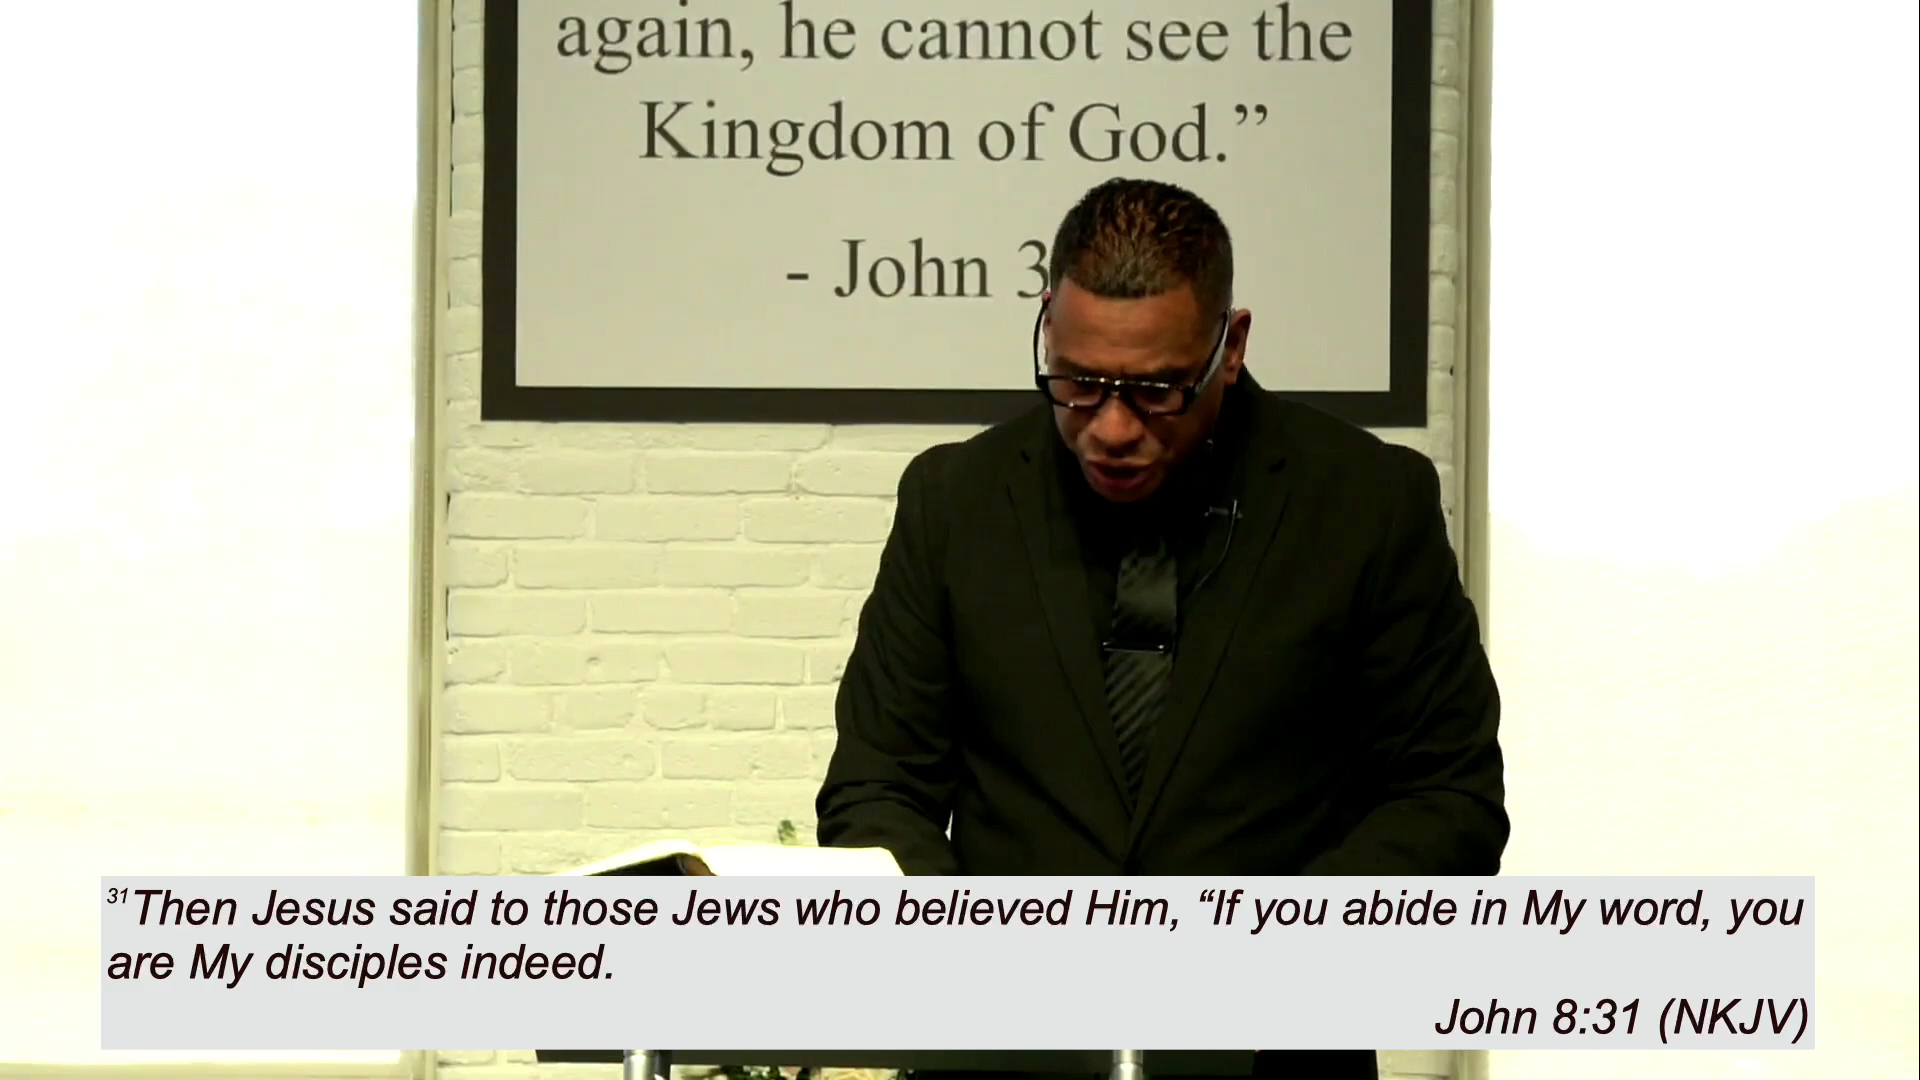 again, he cannot see the
Kingdom of God.”
- John 3
31Then Jesus said to those Jews who believed Him, “If you abide in My word, you
are My disciples indeed.
John 8:31 (NKJV)